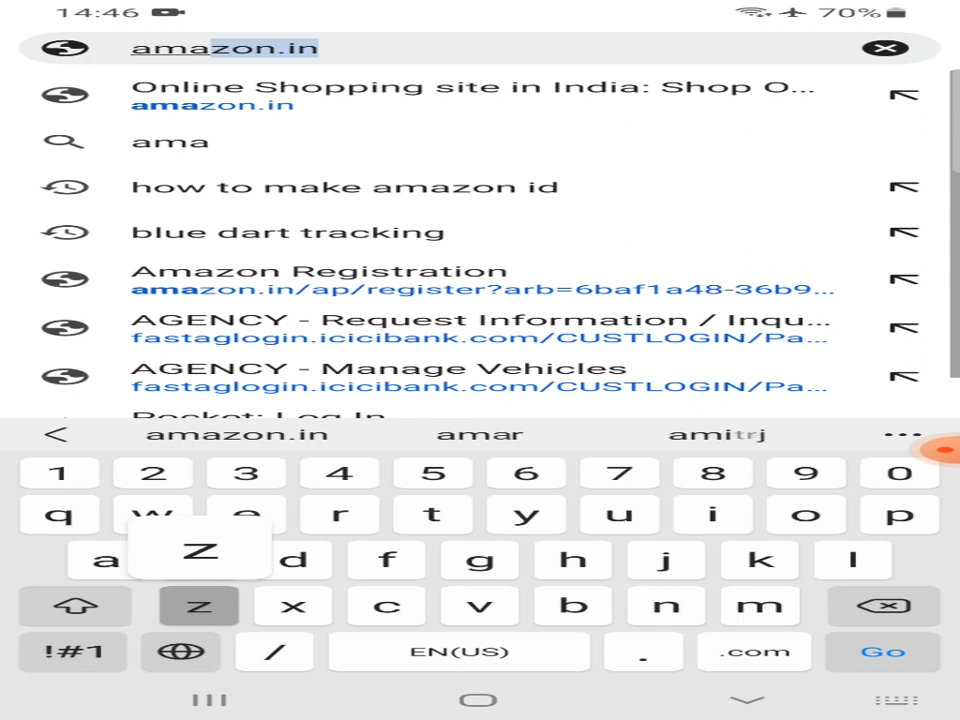 14:46 70%
amazon.in
Online Shopping site in India: Shop O...
amazon.in
ama
how to make amazon id
blue dart tracking
Amazon Registration
amazon.in/ap/register?arb=6baf1a48-36b9...
AGENCY - Request Information / Inqu...
fastaglogin.icicibank.com/CUSTLOGIN/Pa...
AGENCY - Manage Vehicles
fastaglogin.icicibank.com/CUSTLOGIN/Pa...
Rocket: Log In
amazon.in amar amitrj
1 2 3 4 5 6 7 8 9 0
q w e r t y u i o p
a z d f g h j k l
z x c v b n m
!#1 / EN(US) . .com Go